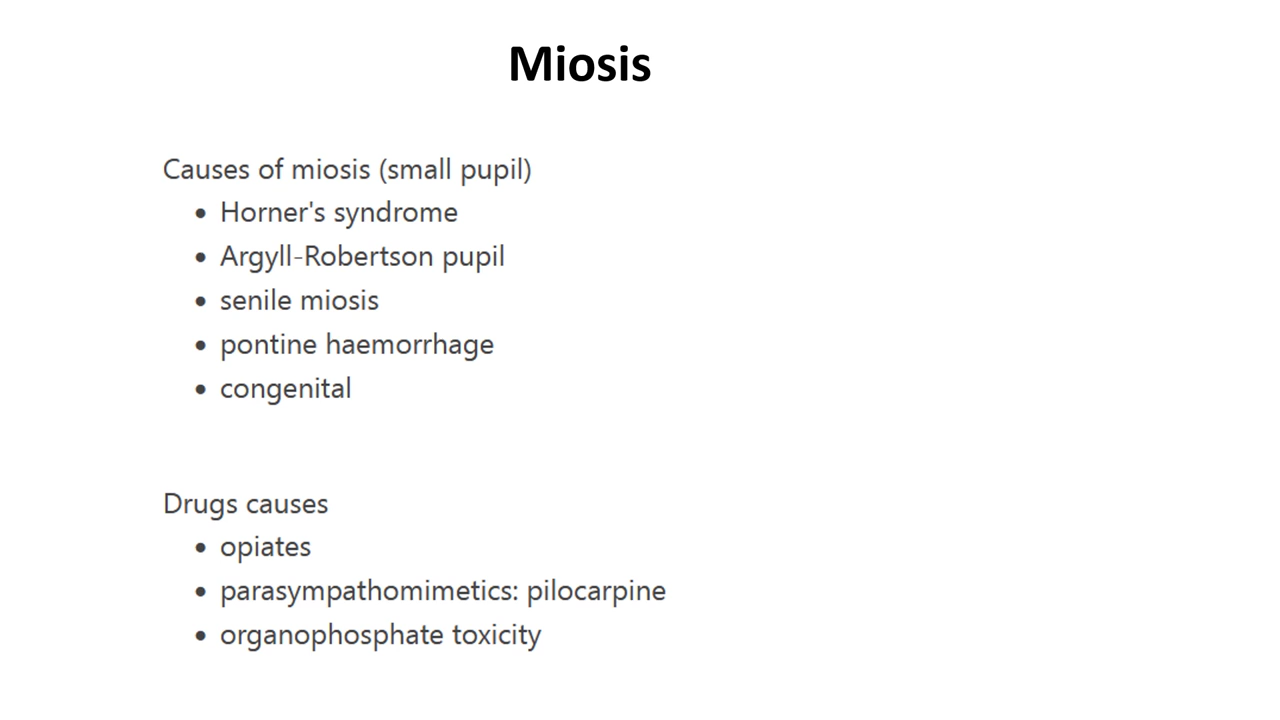 Miosis
Causes of miosis (small pupil)
• Horner's syndrome
• Argyll-Robertson pupil
• senile miosis
• pontine haemorrhage
• congenital
Drugs causes
• opiates
• parasympathomimetics: pilocarpine
• organophosphate toxicity